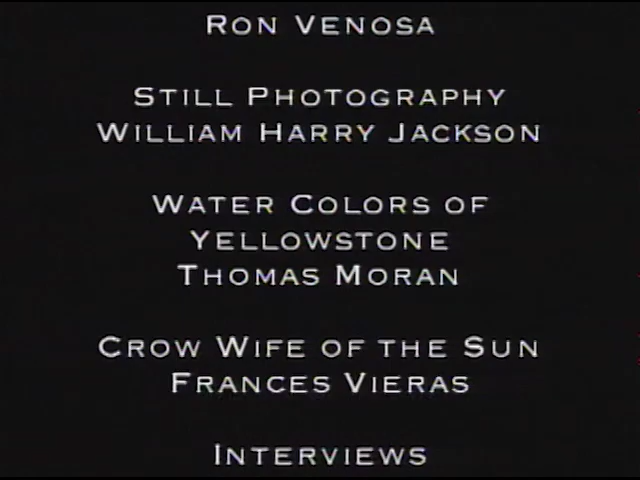 RON VENOSA
STILL PHOTOGRAPHY
WILLIAM HARRY JACKSON
WATER COLORS OF
YELLOWSTONE
THOMAS MORAN
CROW WIFE OF THE SUN
FRANCES VIERAS
INTERVIEWS